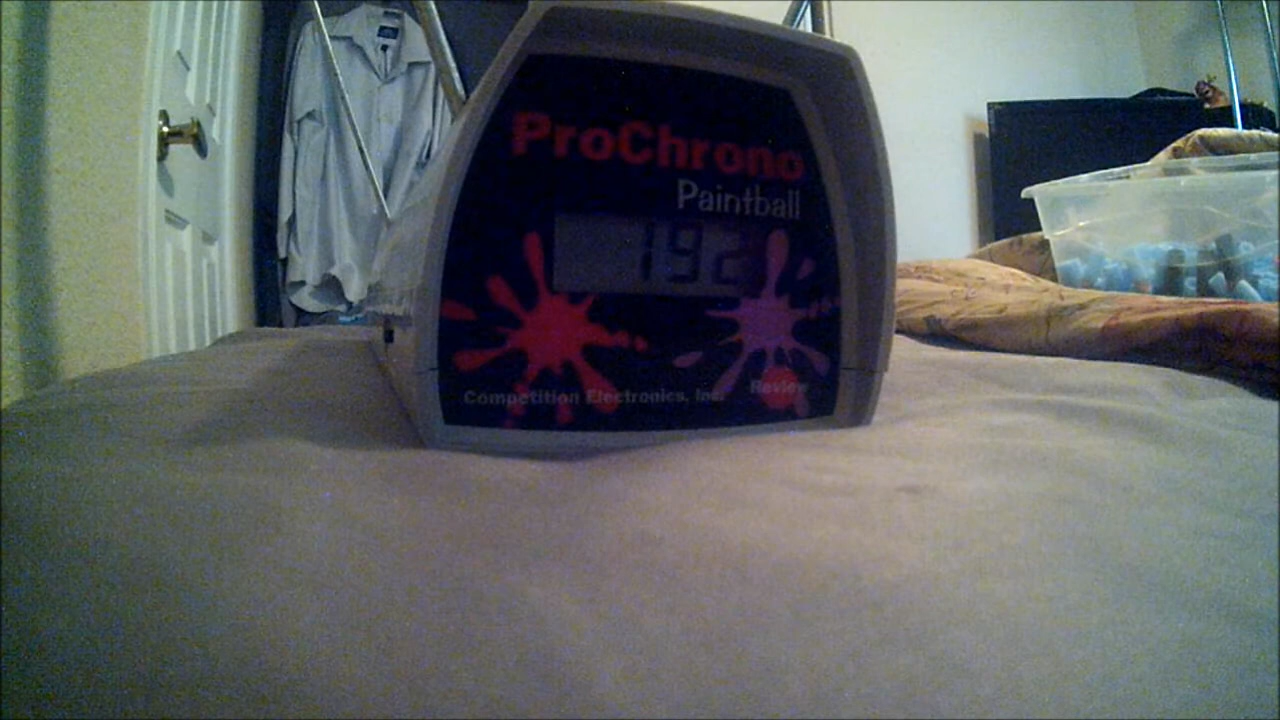 ProChrono
Paintball
192
Competition Electronics, Inc.
Review